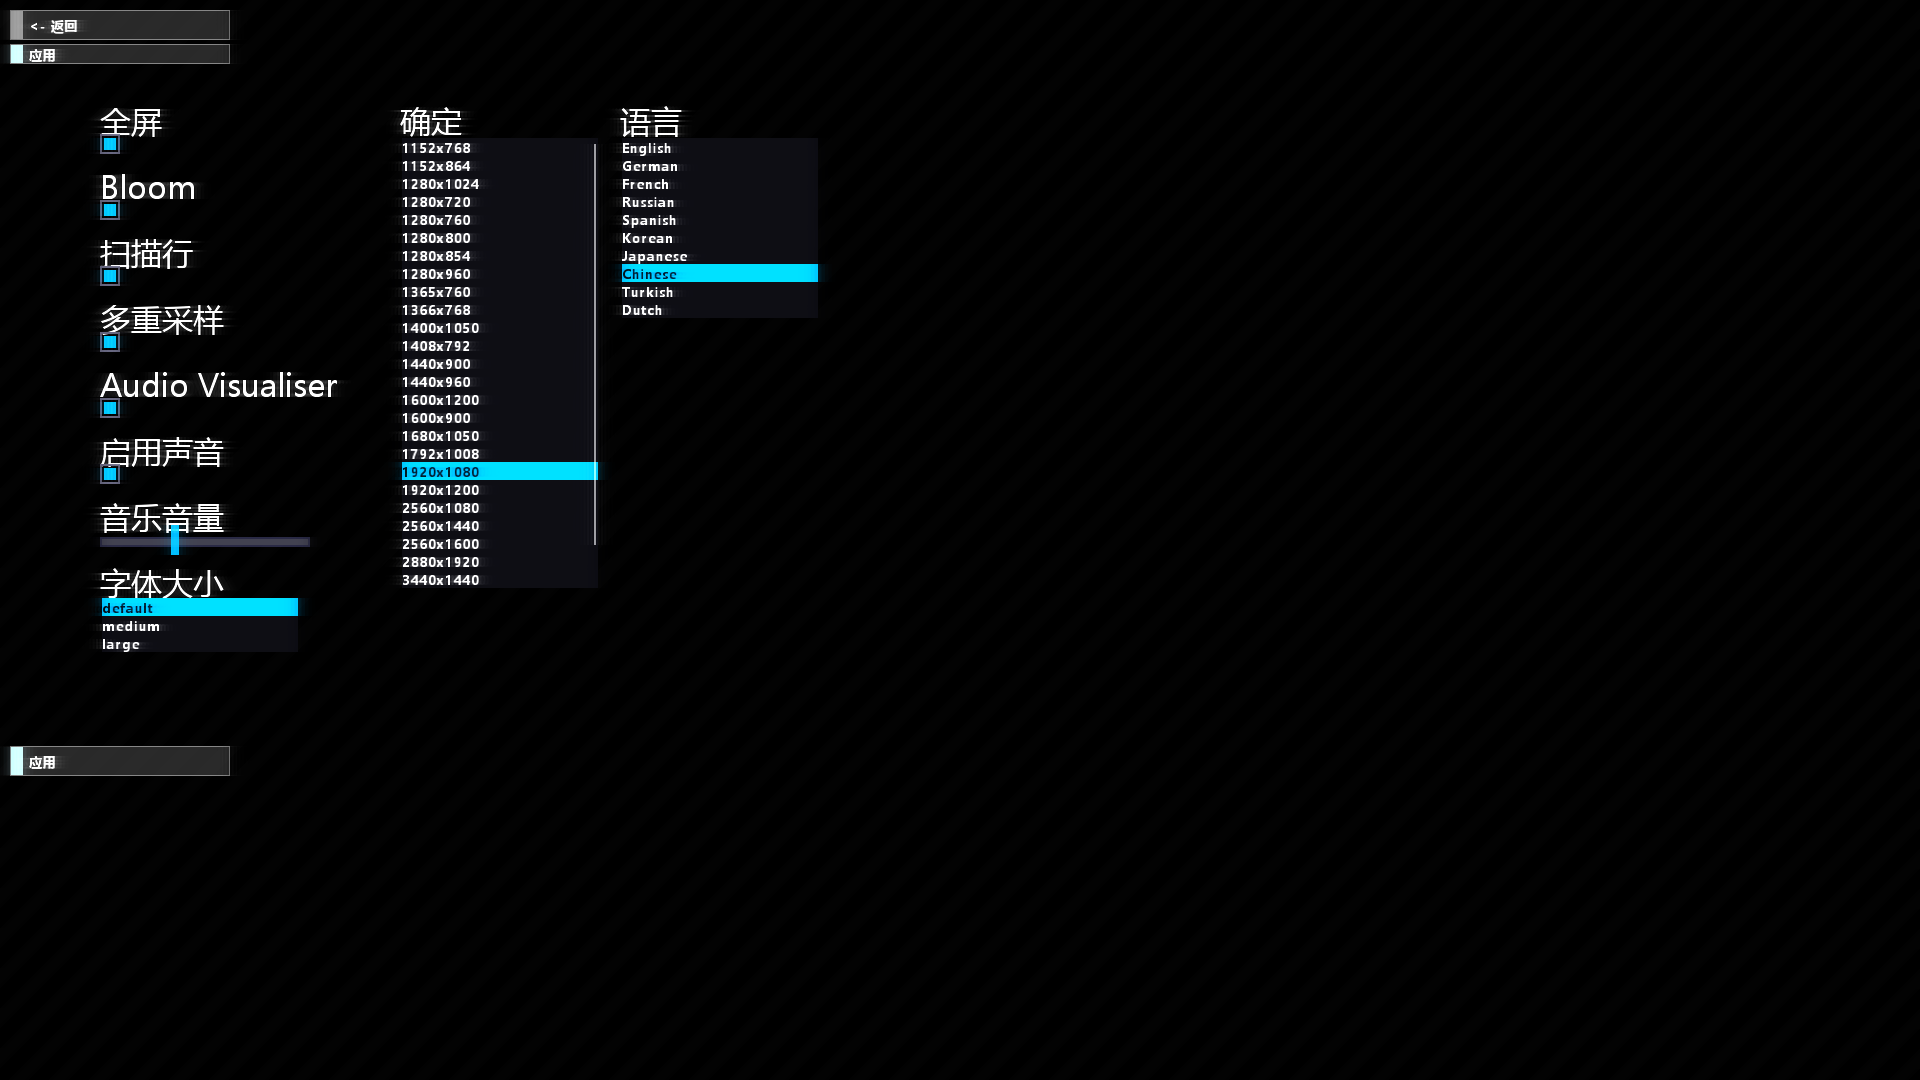 <- 返回
应用
全屏
Bloom
扫描行
多重采样
Audio Visualiser
启用声音
音乐音量
字体大小
default
medium
large
确定
1152x768
1152x864
1280x1024
1280x720
1280x760
1280x800
1280x854
1280x960
1365x760
1366x768
1400x1050
1408x792
1440x900
1440x960
1600x1200
1600x900
1680x1050
1792x1008
1920x1080
1920x1200
2560x1080
2560x1440
2560x1600
2880x1920
3440x1440
语言
English
German
French
Russian
Spanish
Korean
Japanese
Chinese
Turkish
Dutch
应用